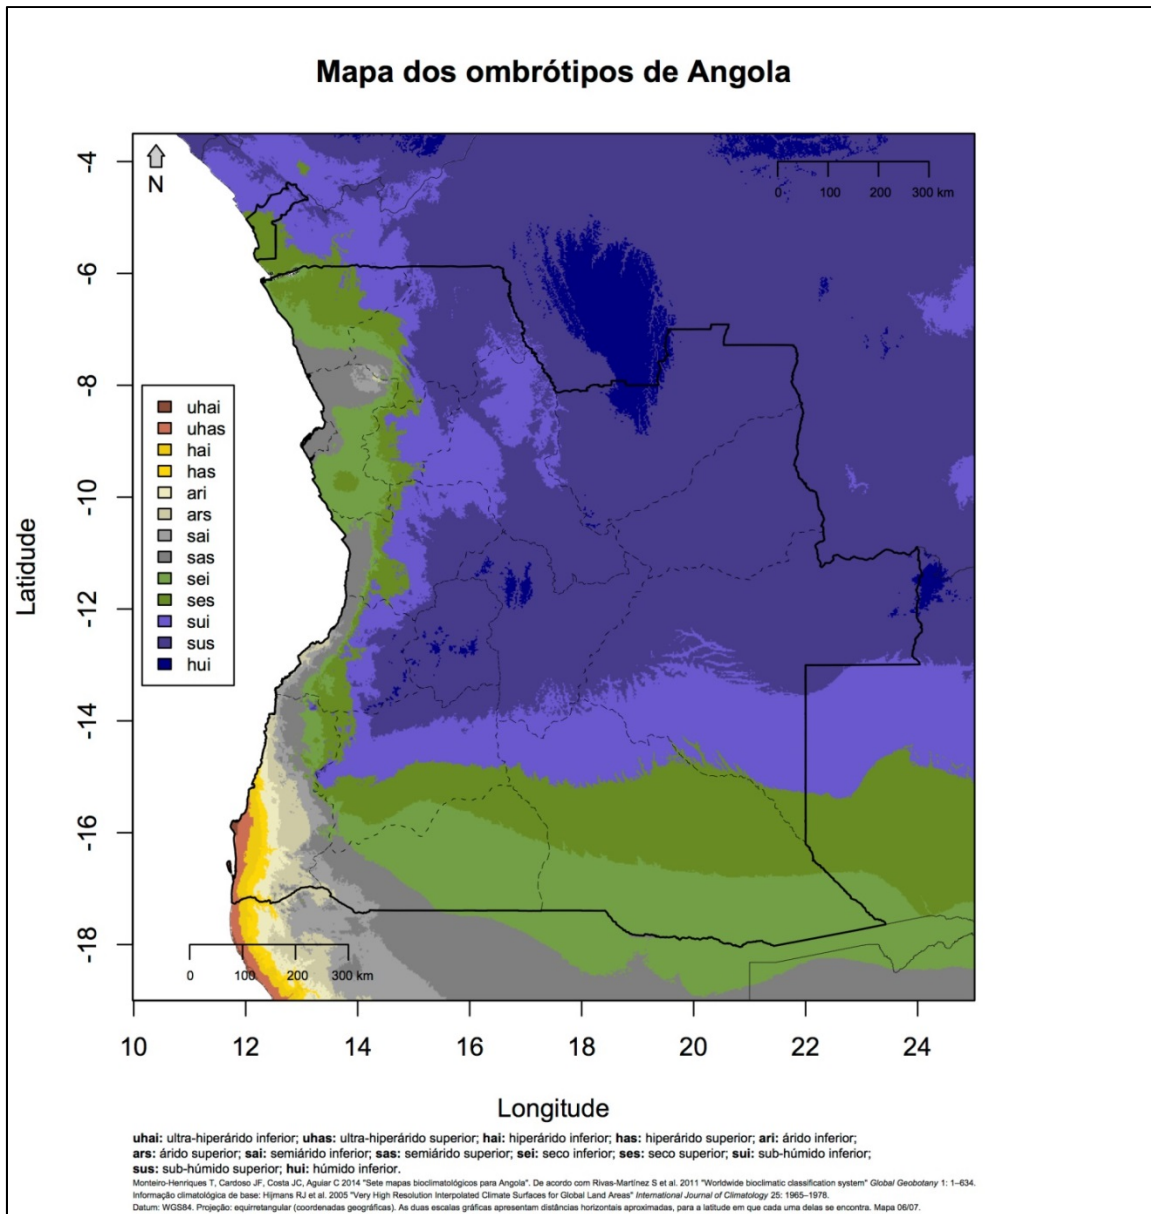 Mapa dos ombrótipos de Angola
N
0 100 200 300 km
-4
-6
-8
-10
-12
-14
-16
-18
Latidude
uhai
uhas
hai
has
ari
ars
sai
sas
sei
ses
sui
sus
hui
0 100 200 300 km
10 12 14 16 18 20 22 24
Longitude
uhai: ultra-hiperárido inferior; uhas: ultra-hiperárido superior; hai: hiperárido inferior; has: hiperárido superior; ari: árido inferior;
ars: árido superior; sai: semiárido inferior; sas: semiárido superior; sei: seco inferior; ses: seco superior; sui: sub-húmido inferior;
sus: sub-húmido superior; hui: húmido inferior.
Monteiro-Henriques T, Cardoso JF, Costa JC, Aguiar C 2014 "Sete mapas bioclimatológicos para Angola". De acordo com Rivas-Martínez S et al. 2011 "Worldwide bioclimatic classification system" Global Geobotany 1: 1–634.
Informação climatológica de base: Hijmans RJ et al. 2005 "Very High Resolution Interpolated Climate Surfaces for Global Land Areas" International Journal of Climatology 25: 1965–1978.
Datum: WGS84. Projeção: equirretangular (coordenadas geográficas). As duas escalas gráficas apresentam distâncias horizontais aproximadas, para a latitude em que cada uma delas se encontra. Mapa 06/07.